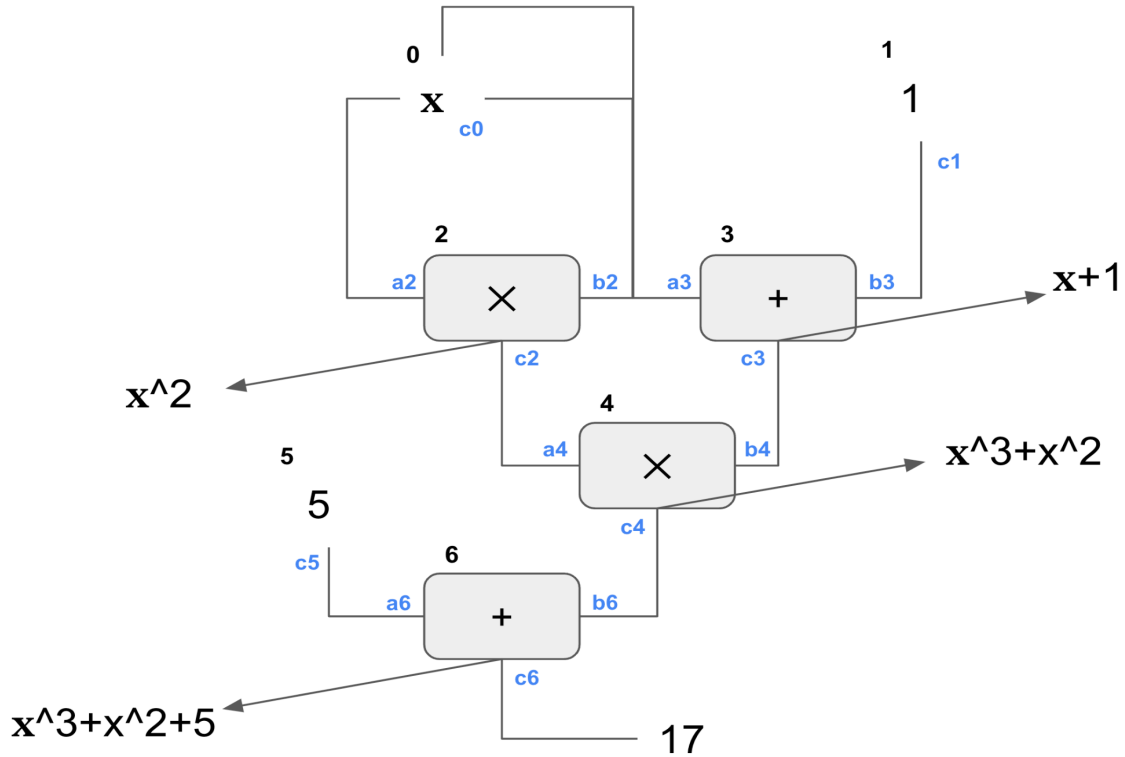 0
1
x
1
c0
c1
2
3
a2
×
b2
a3
+
b3
x+1
c2
c3
x^2
4
a4
×
b4
x^3+x^2
5
5
c4
c5
6
a6
+
b6
c6
x^3+x^2+5
17